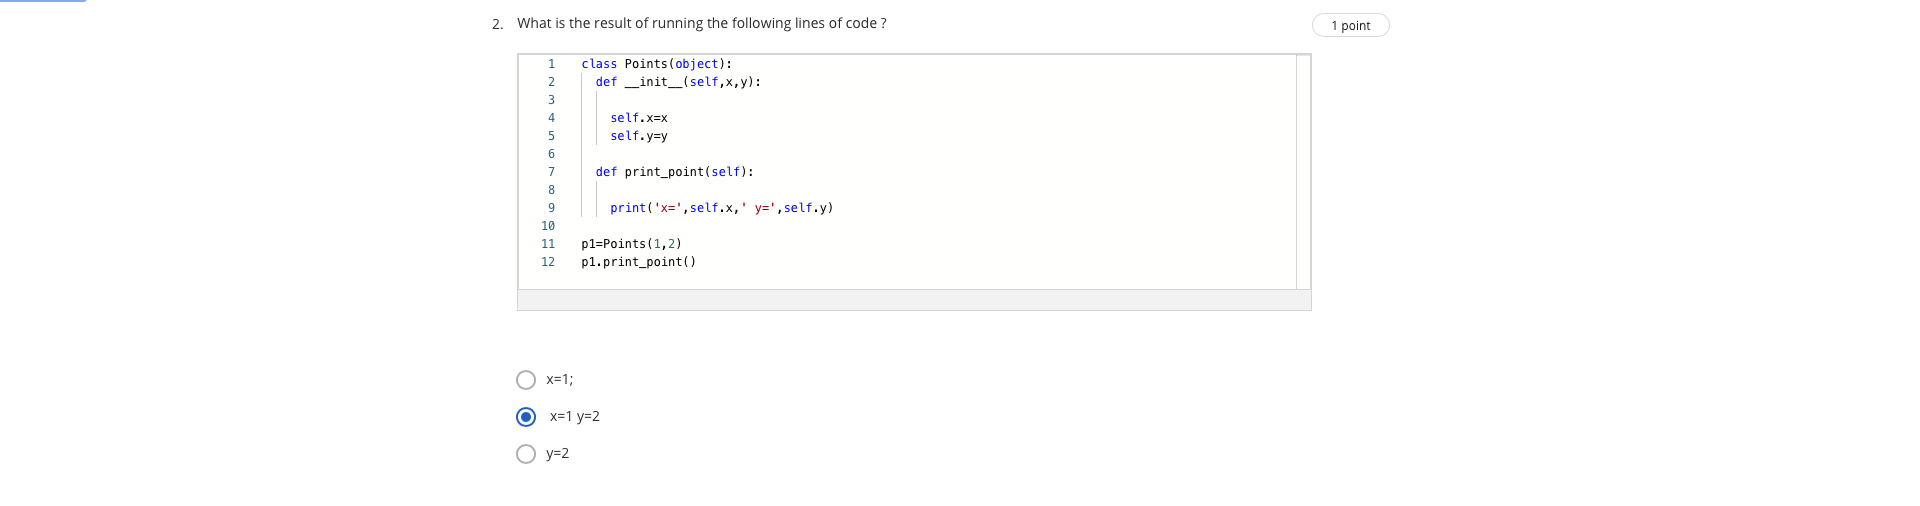 2. What is the result of running the following lines of code ?
1 point
1 class Points(object):
2 def __init__(self,x,y):
3
4 self.x=x
5 self.y=y
6
7 def print_point(self):
8
9 print('x=',self.x,' y=',self.y)
10
11 p1=Points(1,2)
12 p1.print_point()
x=1;
x=1 y=2
y=2